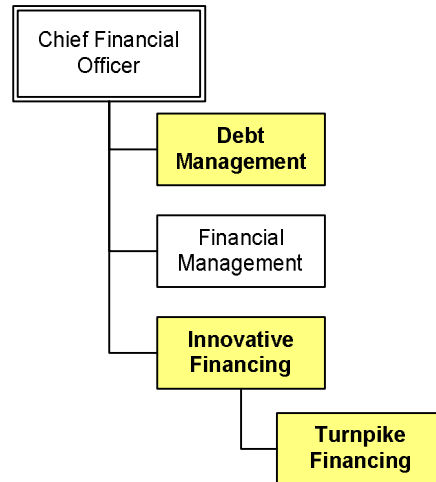 Chief Financial
Officer
Debt
Management
Financial
Management
Innovative
Financing
Turnpike
Financing